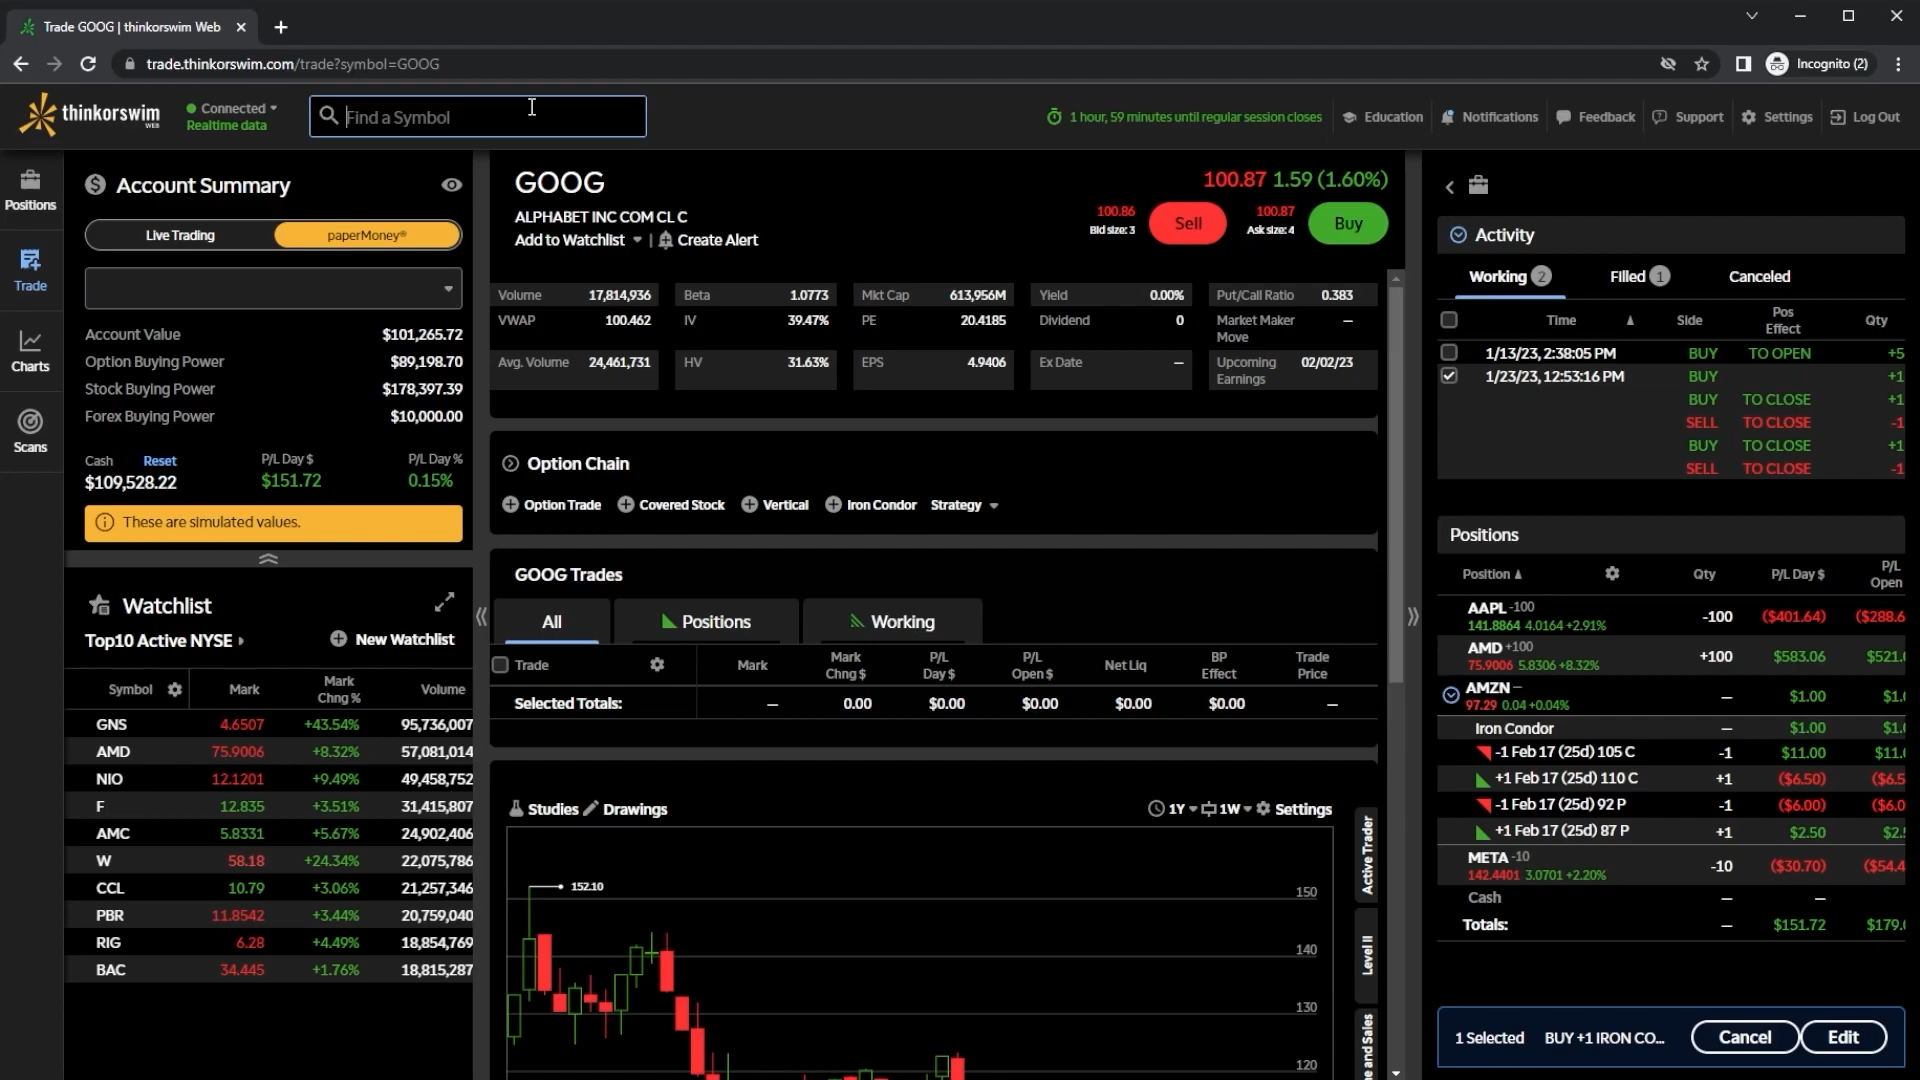 Trade GOOG | thinkorswim Web
trade.thinkorswim.com/trade?symbol=GOOG
Incognito (2)
thinkorswim
WEB
Connected
Realtime data
Find a Symbol
1 hour, 59 minutes until regular session closes
Education
Notifications
Feedback
Support
Settings
Log Out
Positions
Trade
Charts
Scans
Account Summary
Live Trading
paperMoney®
Account Value $101,265.72
Option Buying Power $89,198.70
Stock Buying Power $178,397.39
Forex Buying Power $10,000.00
Cash Reset P/L Day $ P/L Day %
$109,528.22 $151.72 0.15%
These are simulated values.
Watchlist
Top10 Active NYSE New Watchlist
Symbol Mark Mark Chng % Volume
GNS 4.6507 +43.54% 95,736,007
AMD 75.9006 +8.32% 57,081,014
NIO 12.1201 +9.49% 49,458,752
F 12.835 +3.51% 31,415,807
AMC 5.8331 +5.67% 24,902,406
W 58.18 +24.34% 22,075,786
CCL 10.79 +3.06% 21,257,346
PBR 11.8542 +3.44% 20,759,040
RIG 6.28 +4.49% 18,854,769
BAC 34.445 +1.76% 18,815,287
GOOG
100.87 1.59 (1.60%)
ALPHABET INC COM CL C
Add to Watchlist | Create Alert
100.86
Bid size: 3
Sell
100.87
Ask size: 4
Buy
Volume 17,814,936 Beta 1.0773 Mkt Cap 613,956M Yield 0.00% Put/Call Ratio 0.383
VWAP 100.462 IV 39.47% PE 20.4185 Dividend 0 Market Maker Move —
Avg. Volume 24,461,731 HV 31.63% EPS 4.9406 Ex Date — Upcoming Earnings 02/02/23
Option Chain
Option Trade Covered Stock Vertical Iron Condor Strategy
GOOG Trades
All Positions Working
Trade Mark Mark Chng $ P/L Day $ P/L Open $ Net Liq BP Effect Trade Price
Selected Totals: — 0.00 $0.00 $0.00 $0.00 $0.00 —
Studies Drawings 1Y 1W Settings
152.10
150
140
130
120
Active Trader
Level II
Activity
Working 2 Filled 1 Canceled
Time Side Pos Effect Qty
1/13/23, 2:38:05 PM BUY TO OPEN +5
1/23/23, 12:53:16 PM BUY +1
BUY TO CLOSE +1
SELL TO CLOSE -1
BUY TO CLOSE +1
SELL TO CLOSE -1
Positions
Position Qty P/L Day $ P/L Open
AAPL -100
141.8864 4.0164 +2.91%
-100 ($401.64) ($288.6
AMD +100
75.9006 5.8306 +8.32%
+100 $583.06 $521.
AMZN —
97.29 0.04 +0.04%
— $1.00 $1.
Iron Condor — $1.00 $1.
-1 Feb 17 (25d) 105 C -1 $11.00 $11.
+1 Feb 17 (25d) 110 C +1 ($6.50) ($6.5
-1 Feb 17 (25d) 92 P -1 ($6.00) ($6.0
+1 Feb 17 (25d) 87 P +1 $2.50 $2.
META -10
142.4401 3.0701 +2.20%
-10 ($30.70) ($54.4
Cash — —
Totals: — $151.72 $179.
1 Selected BUY +1 IRON CO... Cancel Edit